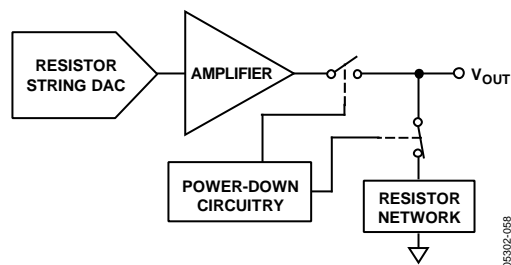 RESISTOR
STRING DAC
AMPLIFIER
VOUT
POWER-DOWN
CIRCUITRY
RESISTOR
NETWORK
05302-058